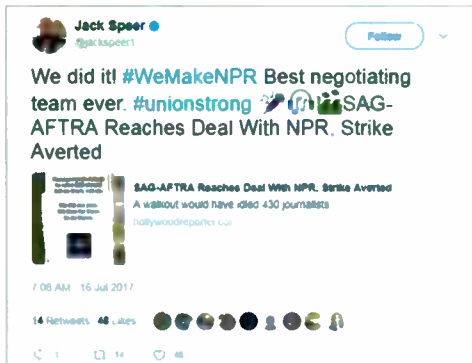 Jack Speer
@jackspeer1
Follow
We did it! #WeMakeNPR Best negotiating
team ever. #unionstrong 🎤🎧👪SAG-
AFTRA Reaches Deal With NPR. Strike
Averted
SAG-AFTRA Reaches Deal With NPR, Strike Averted
A walkout would have idled 430 journalists
hollywoodreporter.com
7:08 AM 16 Jul 2017
14 Retweets 48 Likes
1 14 48